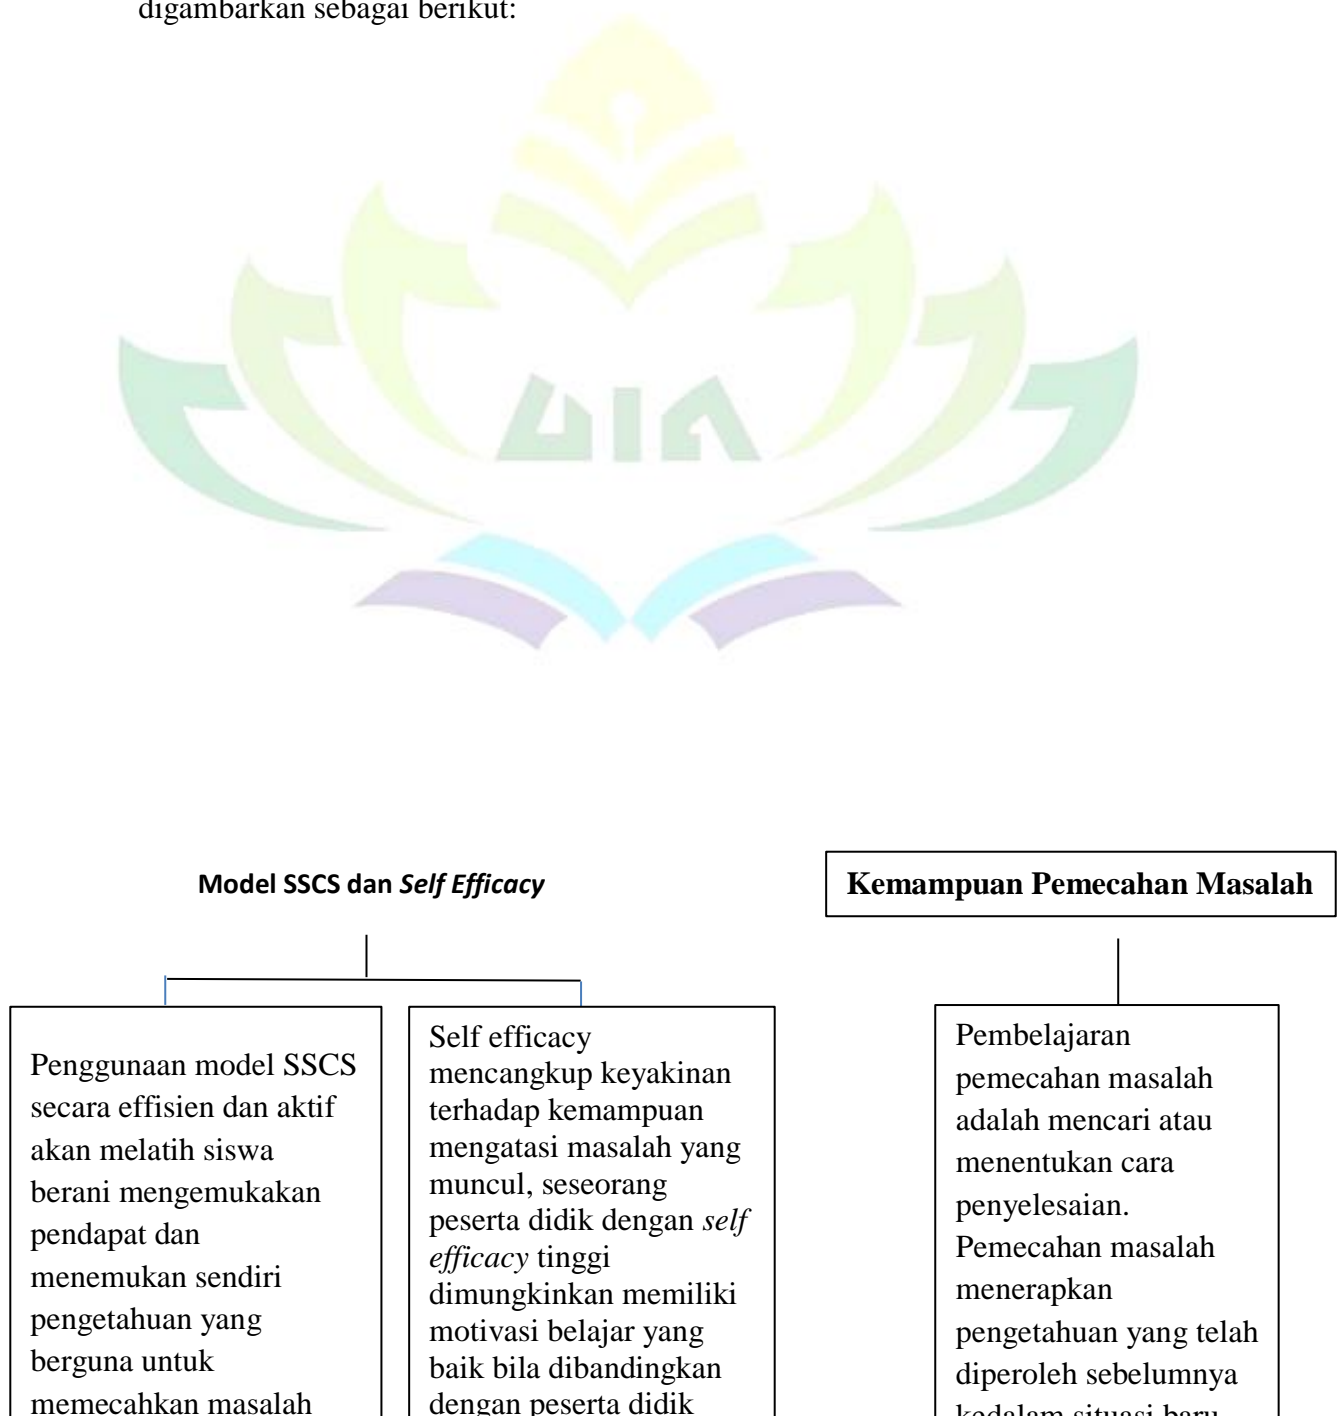 digambarkan sebagai berikut:
UIN
Model SSCS dan Self Efficacy
Kemampuan Pemecahan Masalah
Penggunaan model SSCS
secara effisien dan aktif
akan melatih siswa
berani mengemukakan
pendapat dan
menemukan sendiri
pengetahuan yang
berguna untuk
memecahkan masalah
Self efficacy
mencangkup keyakinan
terhadap kemampuan
mengatasi masalah yang
muncul, seseorang
peserta didik dengan self
efficacy tinggi
dimungkinkan memiliki
motivasi belajar yang
baik bila dibandingkan
dengan peserta didik
Pembelajaran
pemecahan masalah
adalah mencari atau
menentukan cara
penyelesaian.
Pemecahan masalah
menerapkan
pengetahuan yang telah
diperoleh sebelumnya
kedalam situasi baru